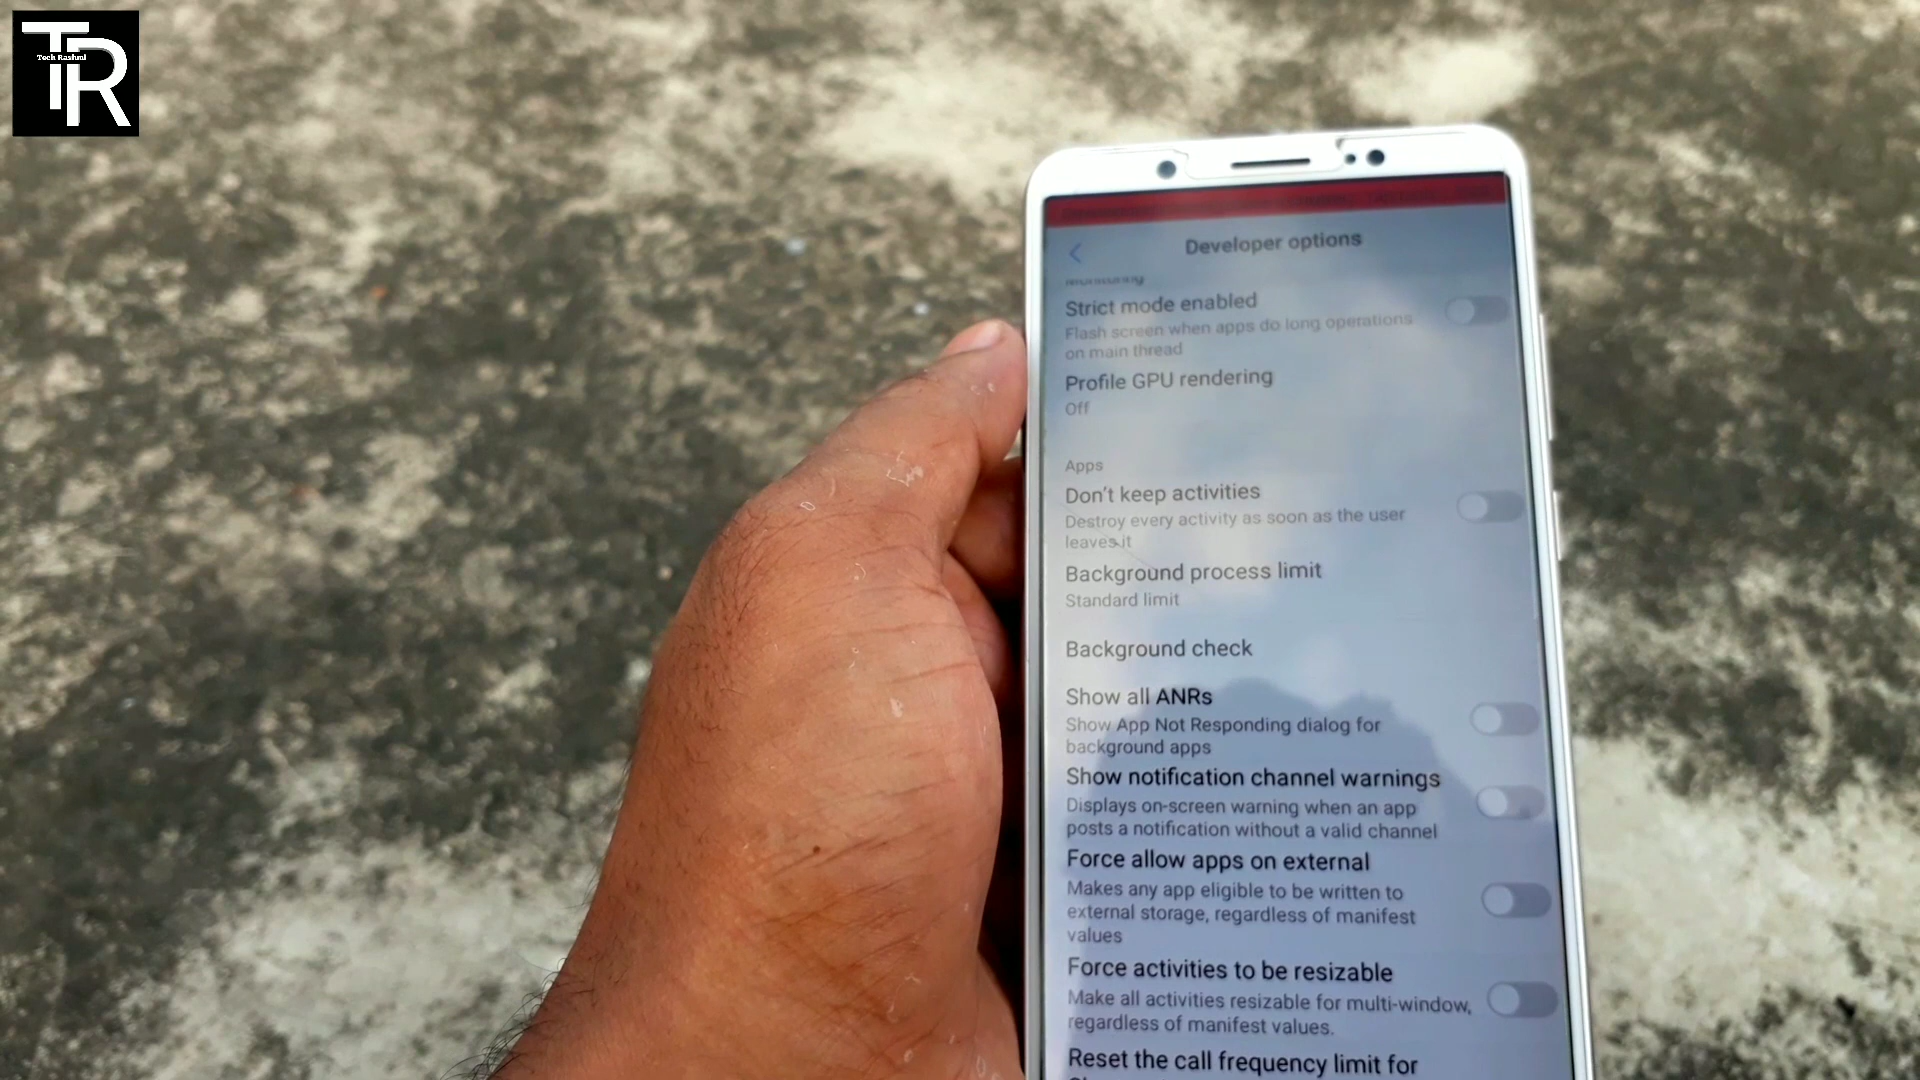 TR
Tech Rashml
Developer options
Strict mode enabled
Flash screen when apps do long operations
on main thread
Profile GPU rendering
Off
Apps
Don't keep activities
Destroy every activity as soon as the user
leaves it
Background process limit
Standard limit
Background check
Show all ANRs
Show App Not Responding dialog for
background apps
Show notification channel warnings
Displays on-screen warning when an app
posts a notification without a valid channel
Force allow apps on external
Makes any app eligible to be written to
external storage, regardless of manifest
values
Force activities to be resizable
Make all activities resizable for multi-window,
regardless of manifest values.
Reset the call frequency limit for